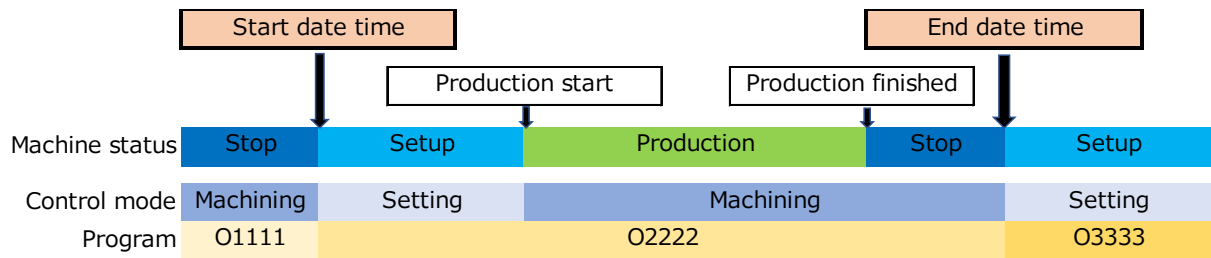 Start date time End date time
Production start Production finished
Machine status Stop Setup Production Stop Setup
Control mode Machining Setting Machining Setting
Program O1111 O2222 O3333